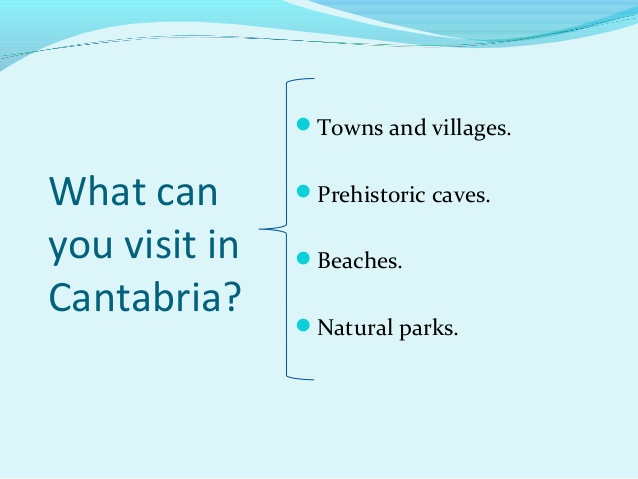 What can
you visit in
Cantabria?
Towns and villages.
Prehistoric caves.
Beaches.
Natural parks.